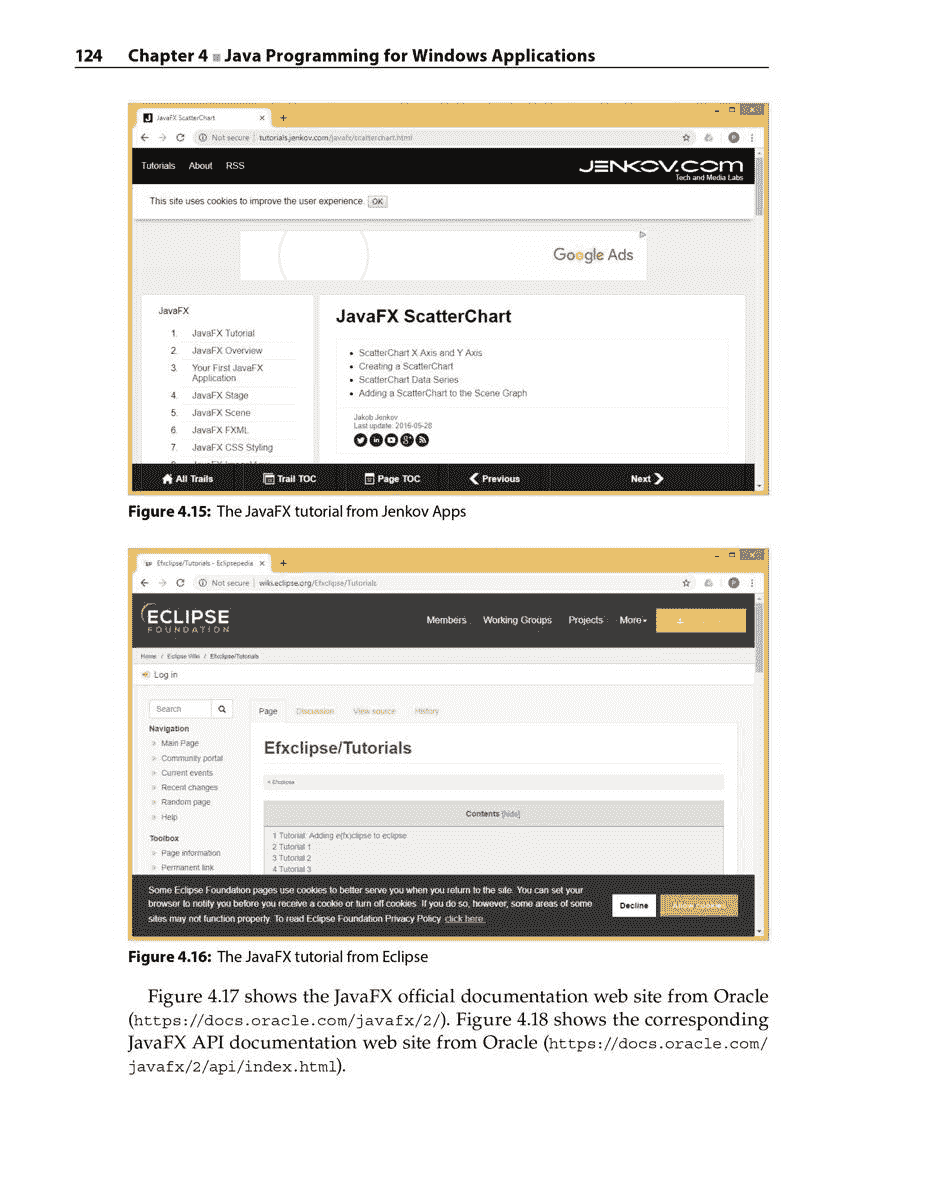 124 Chapter 4 ■ Java Programming for Windows Applications
JavaFX ScatterChart × +
Not secure | tutorials.jenkov.com/javafx/scatterchart.html
Tutorials About RSS
JENKOV.COM
Tech and Media Labs
This site uses cookies to improve the user experience. OK
Google Ads
JavaFX
1. JavaFX Tutorial
2. JavaFX Overview
3. Your First JavaFX
Application
4. JavaFX Stage
5. JavaFX Scene
6. JavaFX FXML
7. JavaFX CSS Styling
JavaFX ScatterChart
• ScatterChart X Axis and Y Axis
• Creating a ScatterChart
• ScatterChart Data Series
• Adding a ScatterChart to the Scene Graph
Jakob Jenkov
Last update: 2016-05-28
All Trails Trail TOC Page TOC Previous Next
Figure 4.15: The JavaFX tutorial from Jenkov Apps
Efxclipse/Tutorials - Eclipsepedia × +
Not secure | wiki.eclipse.org/Efxclipse/Tutorials
ECLIPSE
FOUNDATION
Members Working Groups Projects More
Home / Eclipse Wiki / Efxclipse/Tutorials
Log in
Search
Navigation
» Main Page
» Community portal
» Current events
» Recent changes
» Random page
» Help
Toolbox
» Page information
» Permanent link
Page Discussion View source History
Efxclipse/Tutorials
< Efxclipse
Contents [hide]
1 Tutorial: Adding e(fx)clipse to eclipse
2 Tutorial 1
3 Tutorial 2
4 Tutorial 3
Some Eclipse Foundation pages use cookies to better serve you when you return to the site. You can set your
browser to notify you before you receive a cookie or turn off cookies. If you do so, however, some areas of some
sites may not function properly. To read Eclipse Foundation Privacy Policy click here.
Decline Allow cookies
Figure 4.16: The JavaFX tutorial from Eclipse
Figure 4.17 shows the JavaFX official documentation web site from Oracle
(https://docs.oracle.com/javafx/2/). Figure 4.18 shows the corresponding
JavaFX API documentation web site from Oracle (https://docs.oracle.com/
javafx/2/api/index.html).